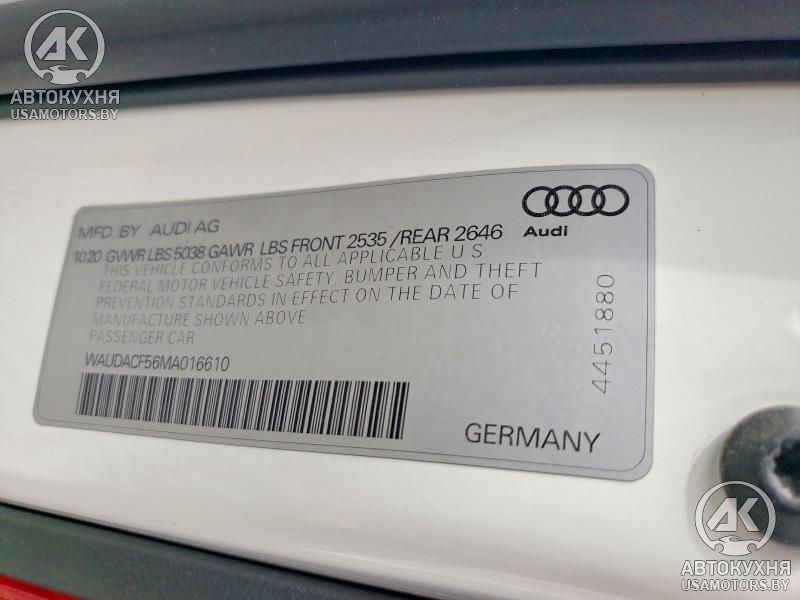 AK
АВТОКУХНЯ
USAMOTORS.BY
MFD. BY AUDI AG
10.20 GVWR LBS 5038 GAWR LBS FRONT 2535 / REAR 2646
THIS VEHICLE CONFORMS TO ALL APPLICABLE U S
FEDERAL MOTOR VEHICLE SAFETY, BUMPER AND THEFT
PREVENTION STANDARDS IN EFFECT ON THE DATE OF
MANUFACTURE SHOWN ABOVE
PASSENGER CAR
WAUDACF56MA016610
Audi
4451880
GERMANY
AK
АВТОКУХНЯ
USAMOTORS.BY